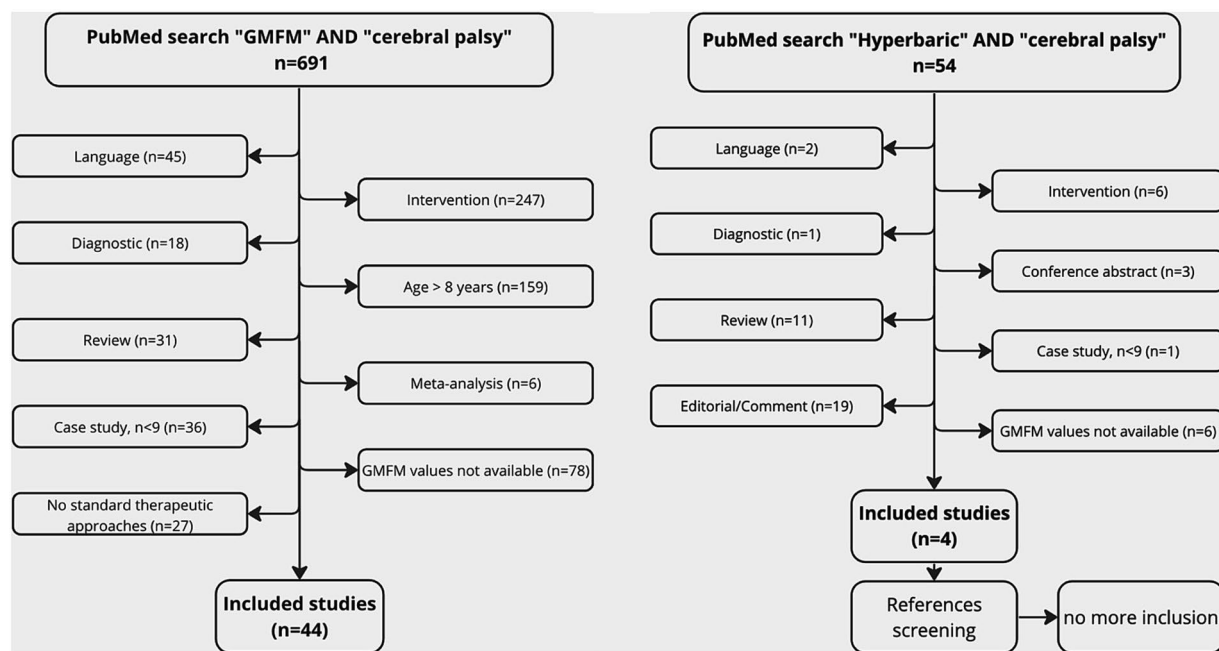 PubMed search "GMFM" AND "cerebral palsy"
n=691
Language (n=45)
Intervention (n=247)
Diagnostic (n=18)
Age > 8 years (n=159)
Review (n=31)
Meta-analysis (n=6)
Case study, n<9 (n=36)
GMFM values not available (n=78)
No standard therapeutic
approaches (n=27)
Included studies
(n=44)
PubMed search "Hyperbaric" AND "cerebral palsy"
n=54
Language (n=2)
Intervention (n=6)
Diagnostic (n=1)
Conference abstract (n=3)
Review (n=11)
Case study, n<9 (n=1)
Editorial/Comment (n=19)
GMFM values not available (n=6)
Included studies
(n=4)
References
screening
no more inclusion